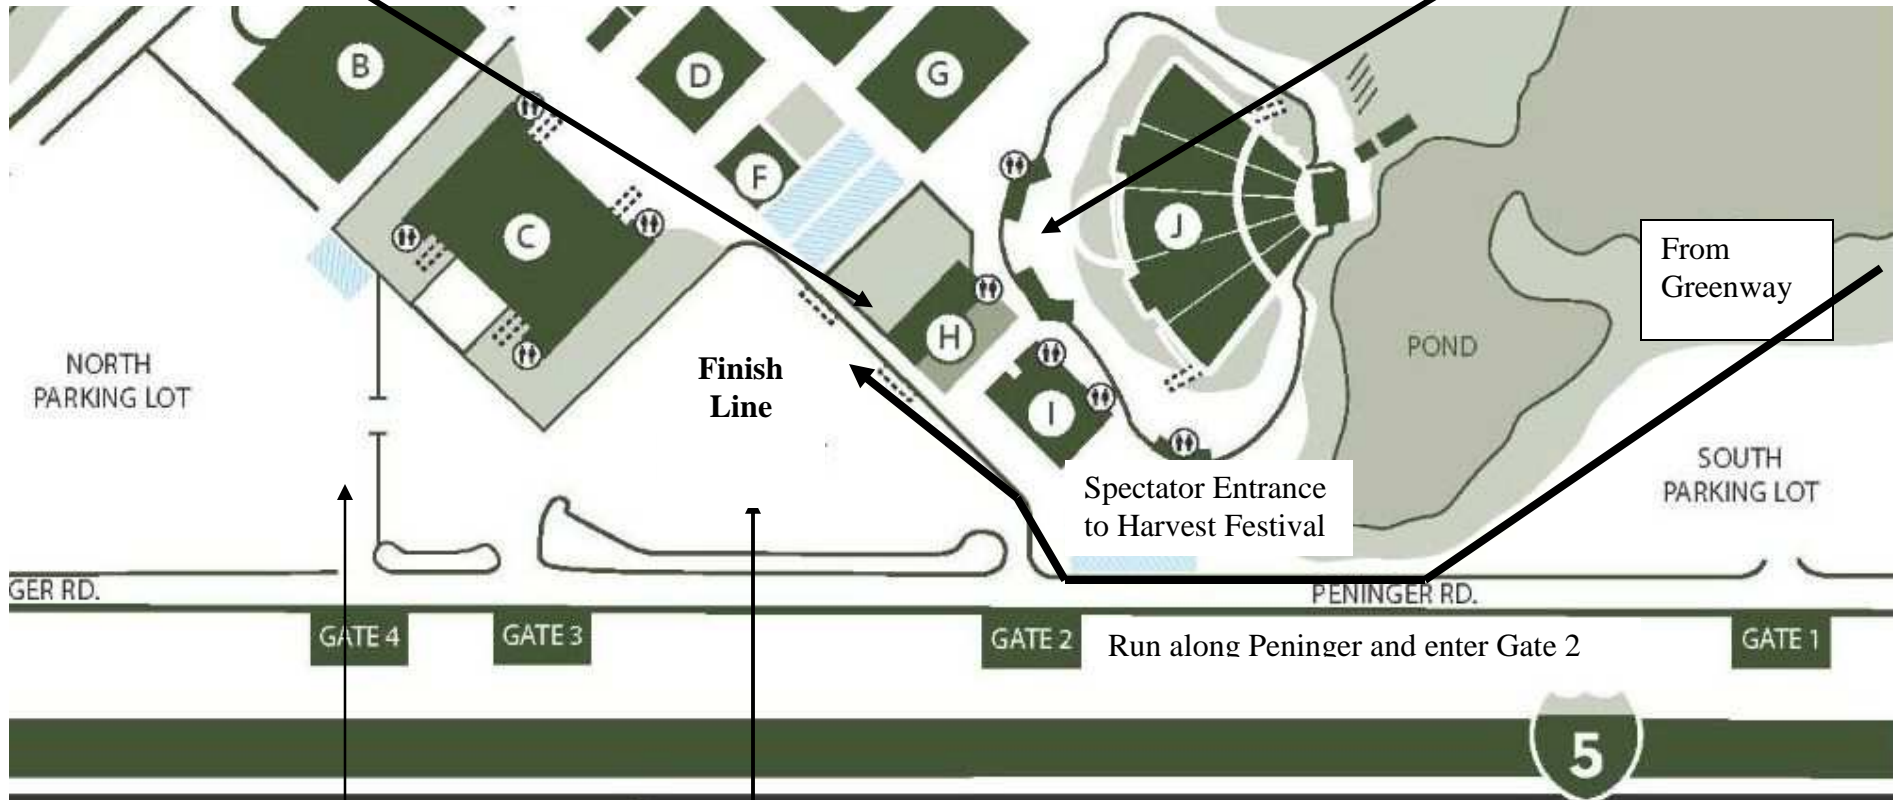 B
D
G
F
C
J
H
I
From
Greenway
POND
NORTH
PARKING LOT
Finish
Line
SOUTH
PARKING LOT
Spectator Entrance
to Harvest Festival
GER RD.
PENINGER RD.
GATE 4
GATE 3
GATE 2
Run along Peninger and enter Gate 2
GATE 1
5